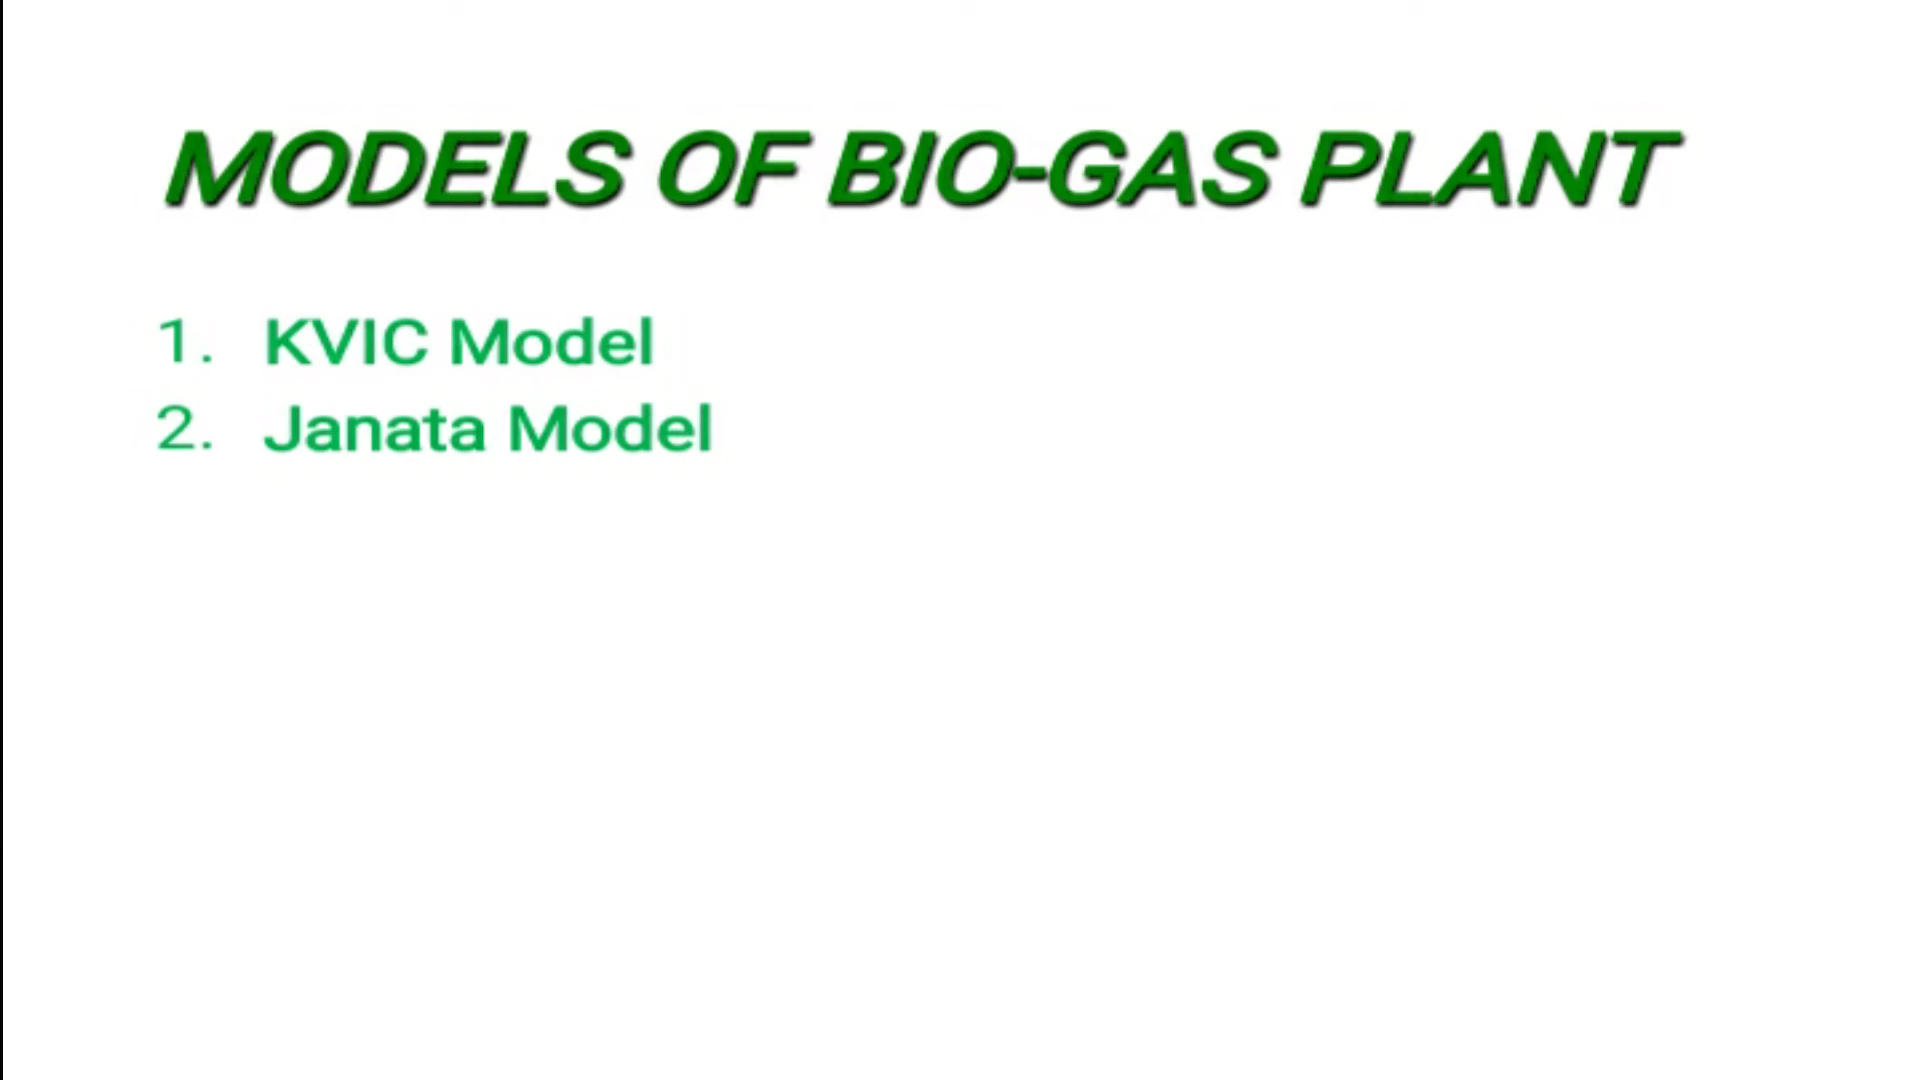 MODELS OF BIO-GAS PLANT
1. KVIC Model
2. Janata Model